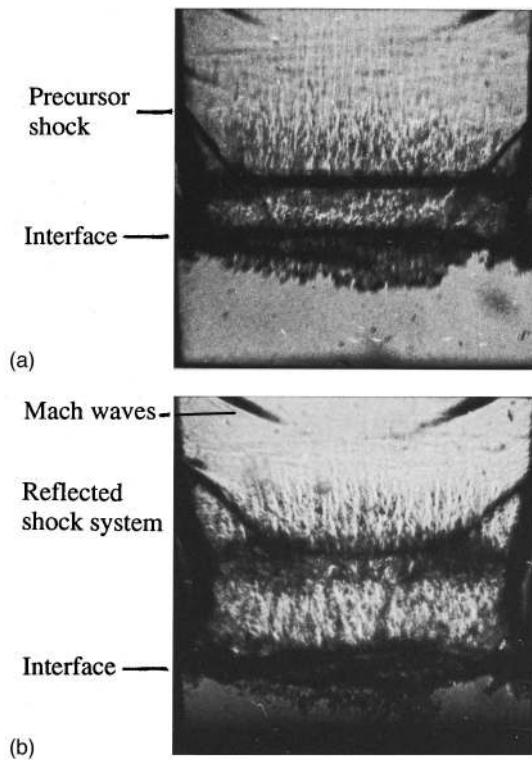 Precursor
shock
Interface
(a)
Mach waves
Reflected
shock system
Interface
(b)